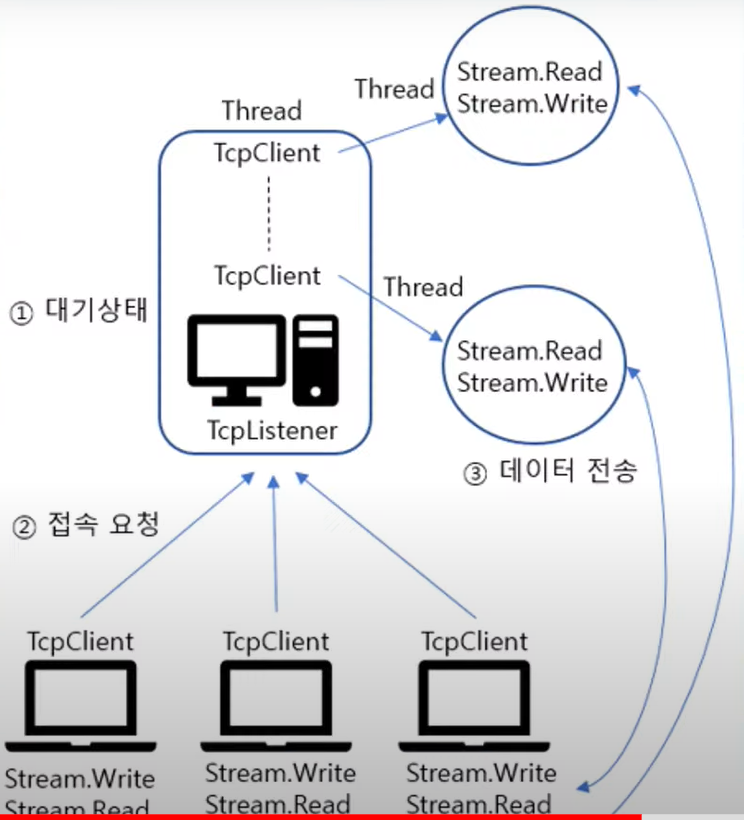 Thread
TcpClient
TcpClient
TcpListener
① 대기상태
Thread
Stream.Read
Stream.Write
Thread
Stream.Read
Stream.Write
③ 데이터 전송
② 접속 요청
TcpClient
Stream.Write
Stream.Read
TcpClient
Stream.Write
Stream.Read
TcpClient
Stream.Write
Stream.Read